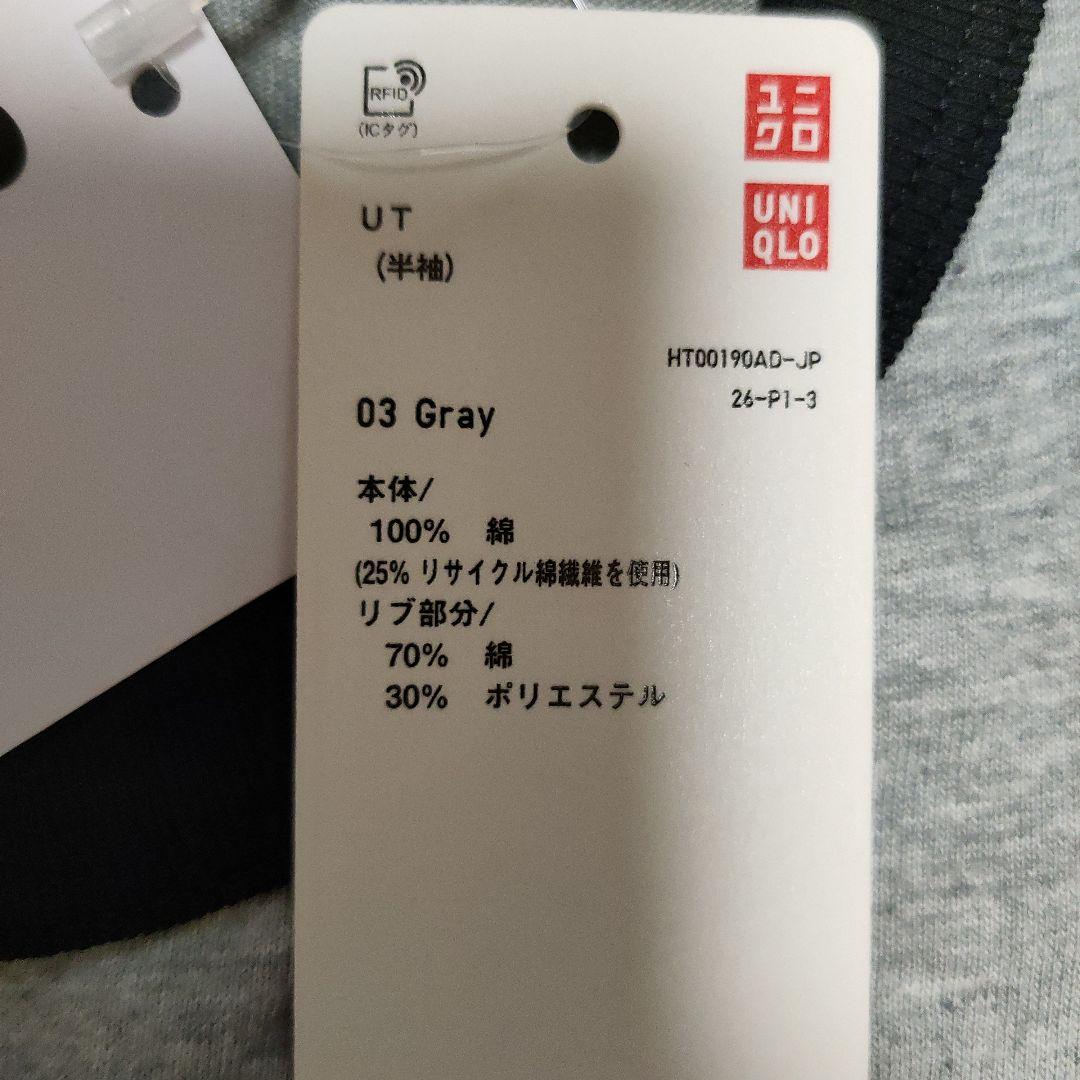 RFID
(ICタグ)
ユニ
クロ
UNI
QLO
UT
(半袖)
HT00190AD-JP
26-P1-3
03 Gray
本体/
100% 綿
(25% リサイクル綿繊維を使用)
リブ部分/
70% 綿
30% ポリエステル